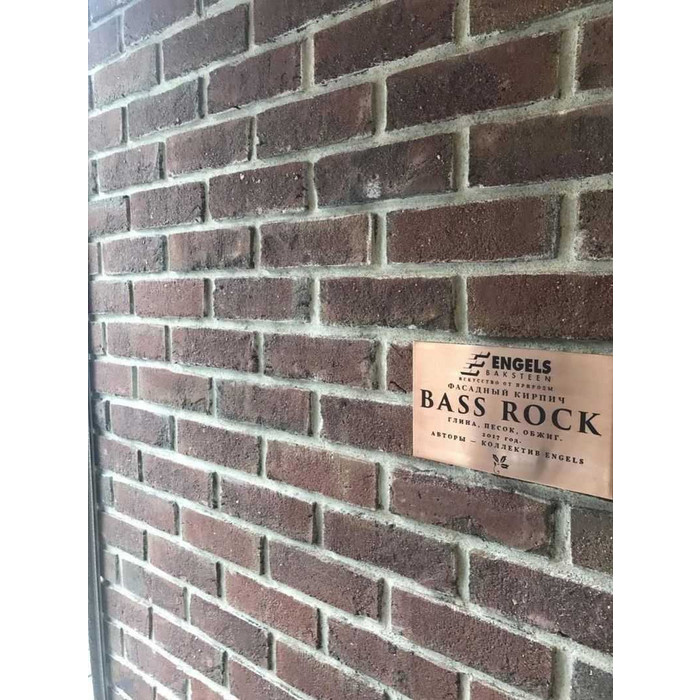 ENGELS
BAKSTEEN
ИСКУССТВО ОТ ПРИРОДЫ
ФАСАДНЫЙ КИРПИЧ
BASS ROCK
ГЛИНА, ПЕСОК, ОБЖИГ.
2017 ГОД.
АВТОРЫ — КОЛЛЕКТИВ ENGELS